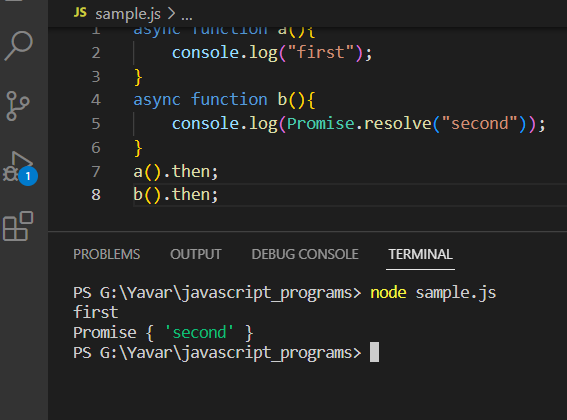 JS sample.js > ...
1 async function a(){
2 console.log("first");
3 }
4 async function b(){
5 console.log(Promise.resolve("second"));
6 }
7 a().then;
8 b().then;
1
PROBLEMS OUTPUT DEBUG CONSOLE TERMINAL
PS G:\Yavar\javascript_programs> node sample.js
first
Promise { 'second' }
PS G:\Yavar\javascript_programs>